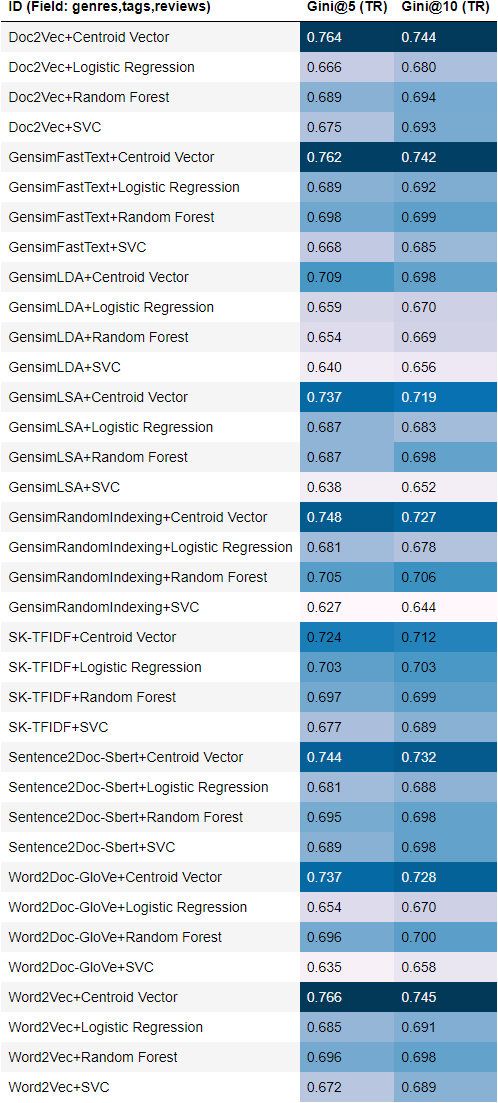 ID (Field: genres,tags,reviews) Gini@5 (TR) Gini@10 (TR)
Doc2Vec+Centroid Vector 0.764 0.744
Doc2Vec+Logistic Regression 0.666 0.680
Doc2Vec+Random Forest 0.689 0.694
Doc2Vec+SVC 0.675 0.693
GensimFastText+Centroid Vector 0.762 0.742
GensimFastText+Logistic Regression 0.689 0.692
GensimFastText+Random Forest 0.698 0.699
GensimFastText+SVC 0.668 0.685
GensimLDA+Centroid Vector 0.709 0.698
GensimLDA+Logistic Regression 0.659 0.670
GensimLDA+Random Forest 0.654 0.669
GensimLDA+SVC 0.640 0.656
GensimLSA+Centroid Vector 0.737 0.719
GensimLSA+Logistic Regression 0.687 0.683
GensimLSA+Random Forest 0.687 0.698
GensimLSA+SVC 0.638 0.652
GensimRandomIndexing+Centroid Vector 0.748 0.727
GensimRandomIndexing+Logistic Regression 0.681 0.678
GensimRandomIndexing+Random Forest 0.705 0.706
GensimRandomIndexing+SVC 0.627 0.644
SK-TFIDF+Centroid Vector 0.724 0.712
SK-TFIDF+Logistic Regression 0.703 0.703
SK-TFIDF+Random Forest 0.697 0.699
SK-TFIDF+SVC 0.677 0.689
Sentence2Doc-Sbert+Centroid Vector 0.744 0.732
Sentence2Doc-Sbert+Logistic Regression 0.681 0.688
Sentence2Doc-Sbert+Random Forest 0.695 0.698
Sentence2Doc-Sbert+SVC 0.689 0.698
Word2Doc-GloVe+Centroid Vector 0.737 0.728
Word2Doc-GloVe+Logistic Regression 0.654 0.670
Word2Doc-GloVe+Random Forest 0.696 0.700
Word2Doc-GloVe+SVC 0.635 0.658
Word2Vec+Centroid Vector 0.766 0.745
Word2Vec+Logistic Regression 0.685 0.691
Word2Vec+Random Forest 0.696 0.698
Word2Vec+SVC 0.672 0.689